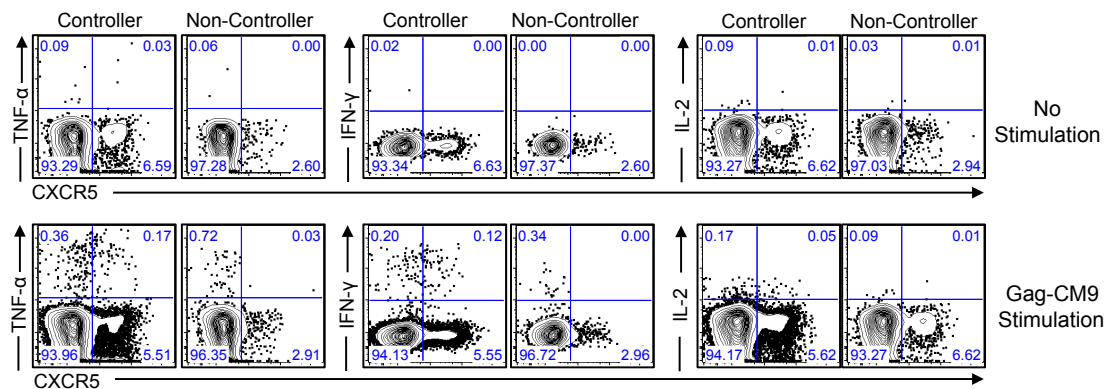 Controller Non-Controller Controller Non-Controller Controller Non-Controller
0.09 0.03 0.06 0.00 0.02 0.00 0.00 0.00 0.09 0.01 0.03 0.01
TNF-α IFN-γ IL-2
No
Stimulation
93.29 6.59 97.28 2.60 93.34 6.63 97.37 2.60 93.27 6.62 97.03 2.94
CXCR5
0.36 0.17 0.72 0.03 0.20 0.12 0.34 0.00 0.17 0.05 0.09 0.01
TNF-α IFN-γ IL-2
Gag-CM9
Stimulation
93.96 5.51 96.35 2.91 94.13 5.55 96.72 2.96 94.17 5.62 93.27 6.62
CXCR5